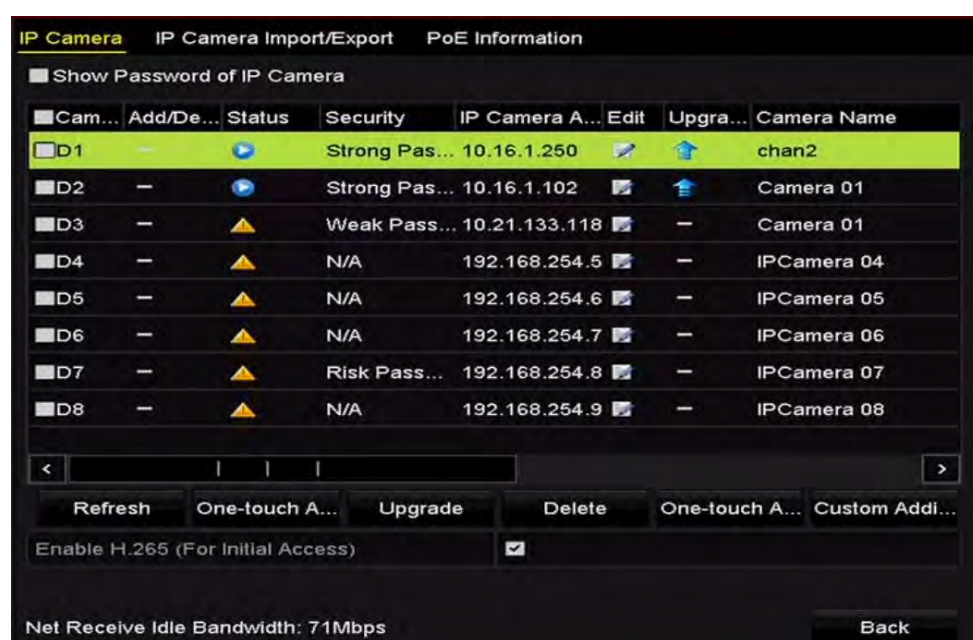 IP Camera IP Camera Import/Export PoE Information
Show Password of IP Camera
Cam... Add/De... Status Security IP Camera A... Edit Upgra... Camera Name
D1 – Strong Pas... 10.16.1.250 chan2
D2 – Strong Pas... 10.16.1.102 Camera 01
D3 – Weak Pass... 10.21.133.118 – Camera 01
D4 – N/A 192.168.254.5 – IPCamera 04
D5 – N/A 192.168.254.6 – IPCamera 05
D6 – N/A 192.168.254.7 – IPCamera 06
D7 – Risk Pass... 192.168.254.8 – IPCamera 07
D8 – N/A 192.168.254.9 – IPCamera 08
< >
Refresh One-touch A... Upgrade Delete One-touch A... Custom Addi...
Enable H.265 (For Initial Access)
Net Receive Idle Bandwidth: 71Mbps Back